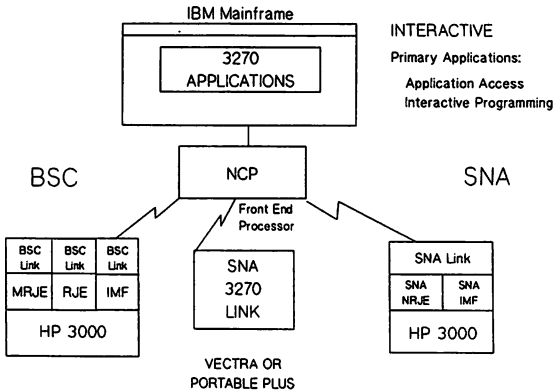 IBM Mainframe
3270
APPLICATIONS
INTERACTIVE
Primary Applications:
Application Access
Interactive Programming
BSC
NCP
SNA
Front End
Processor
BSC
Link
BSC
Link
BSC
Link
MRJE
RJE
IMF
HP 3000
SNA
3270
LINK
VECTRA OR
PORTABLE PLUS
SNA Link
SNA
NRJE
SNA
IMF
HP 3000